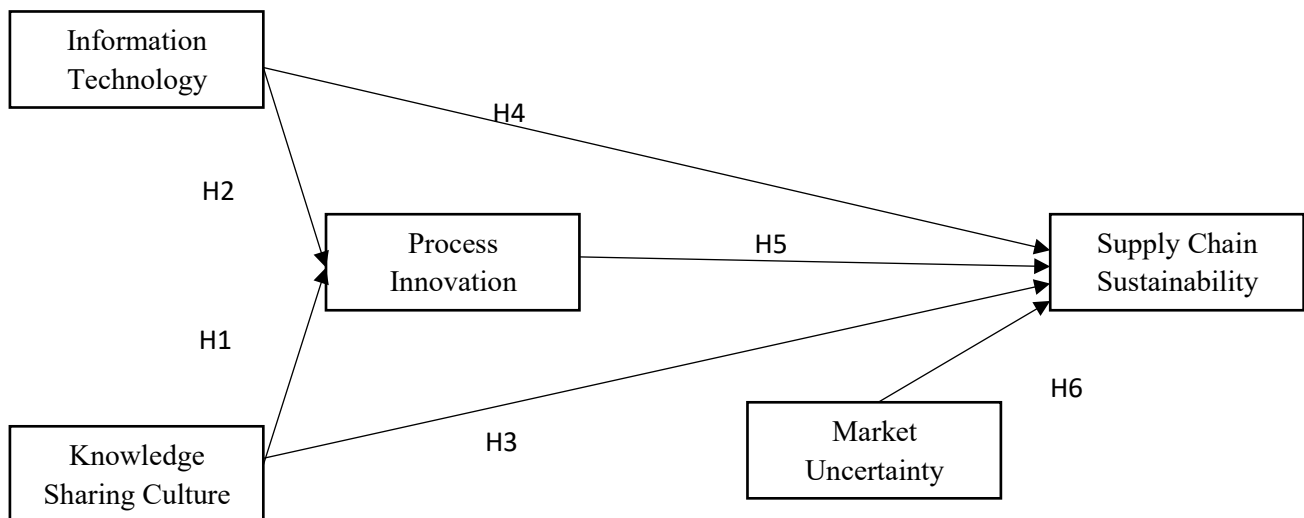 Information
Technology
H4
H2
Process
Innovation
H5
Supply Chain
Sustainability
H1
H3
Market
Uncertainty
H6
Knowledge
Sharing Culture